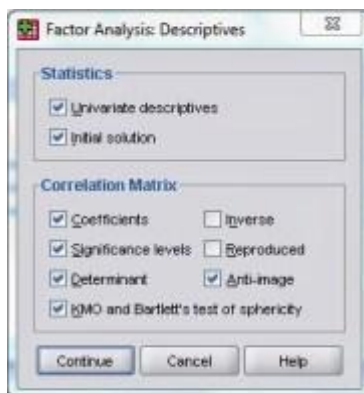 Factor Analysis: Descriptives
Statistics
Univariate descriptives
Initial solution
Correlation Matrix
Coefficients Inverse
Significance levels Reproduced
Determinant Anti-image
KMO and Bartlett's test of sphericity
Continue Cancel Help